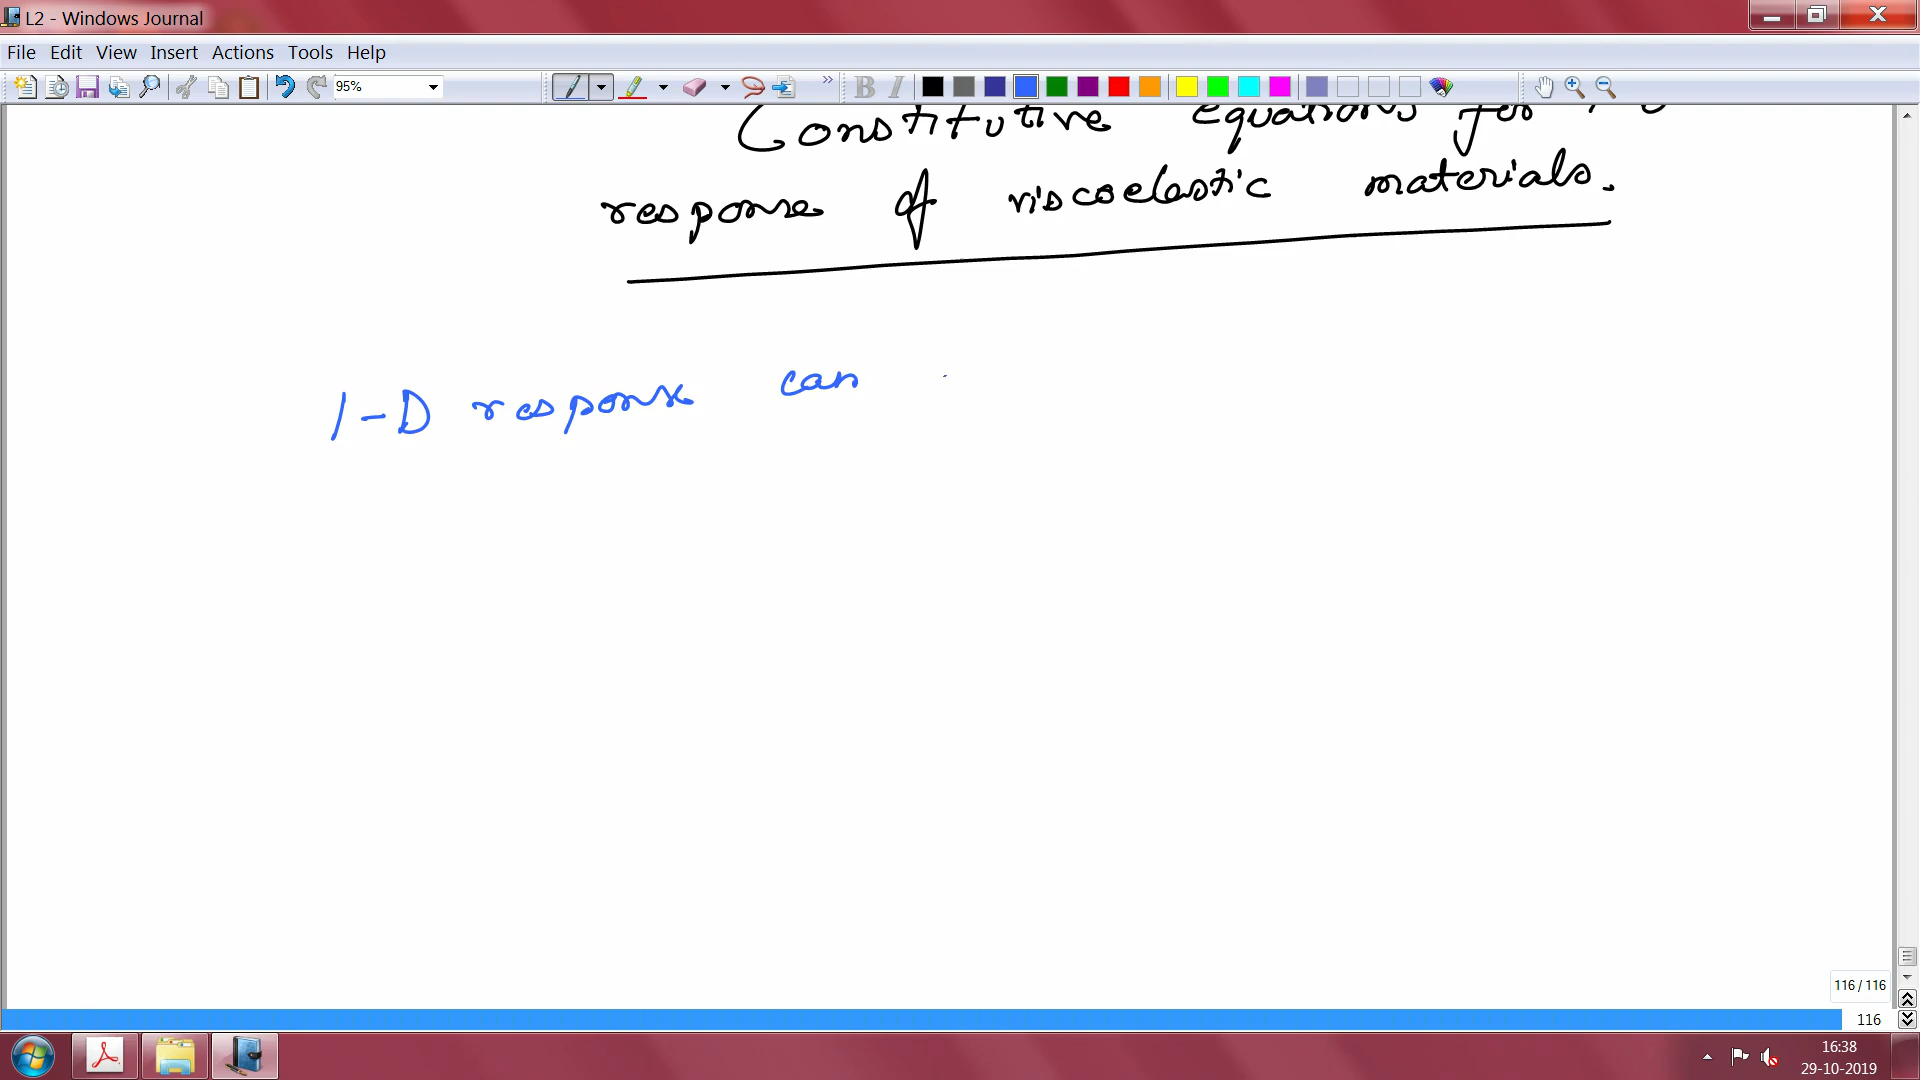 L2 - Windows Journal
File Edit View Insert Actions Tools Help
95%
B I
Constitutive equations for
response of viscoelastic materials.
1-D response can
116 / 116
116
16:38
29-10-2019